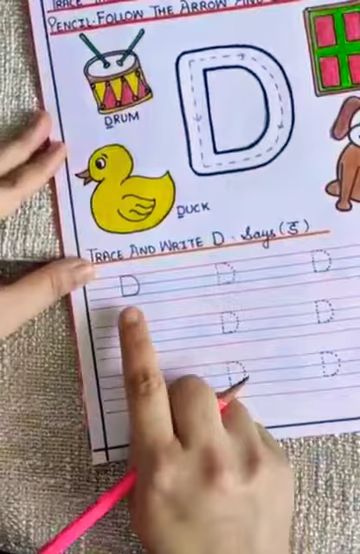 PENCIL. FOLLOW THE ARROW AND
D
DRUM
DUCK
TRACE AND WRITE D. Says (ड)
D D D
D D
D D